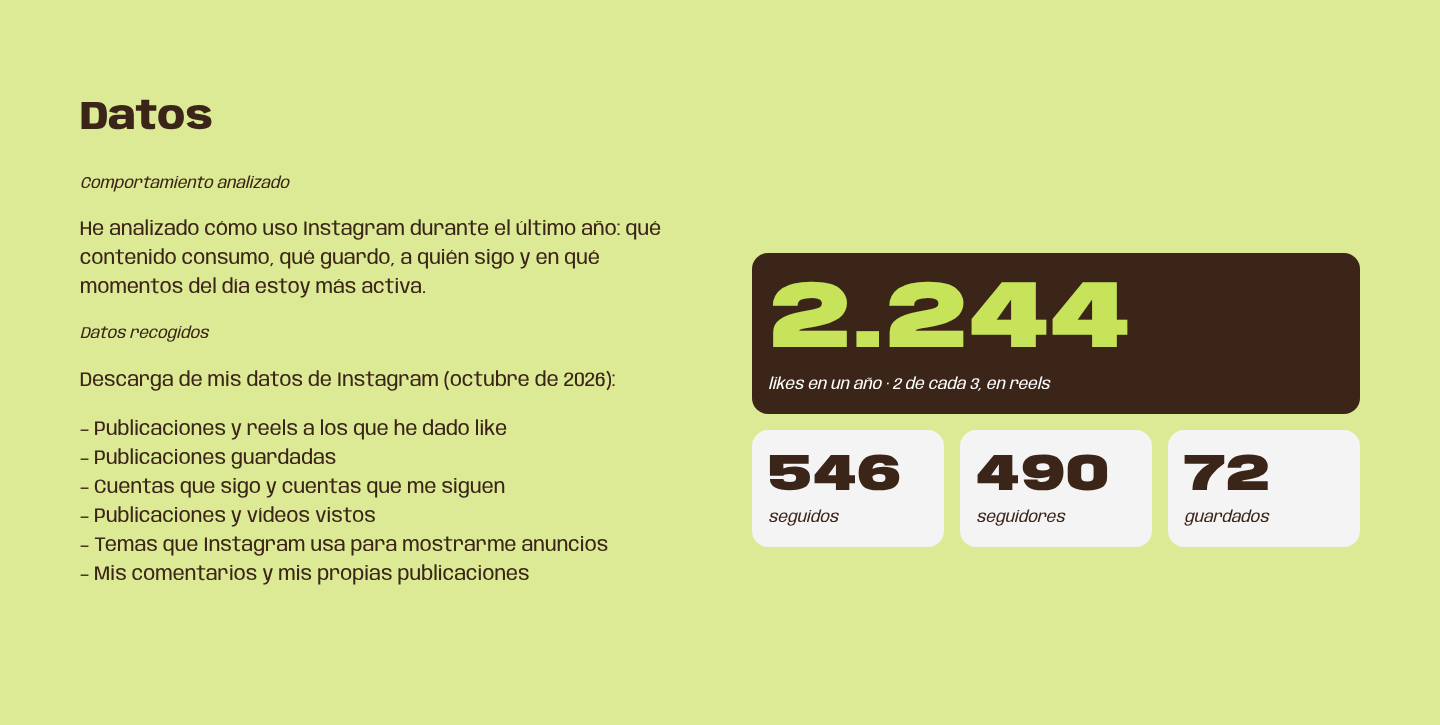 Datos
Comportamiento analizado
He analizado cómo uso Instagram durante el último año: qué
contenido consumo, qué guardo, a quién sigo y en qué
momentos del día estoy más activa.
Datos recogidos
Descarga de mis datos de Instagram (octubre de 2026):
– Publicaciones y reels a los que he dado like
– Publicaciones guardadas
– Cuentas que sigo y cuentas que me siguen
– Publicaciones y vídeos vistos
– Temas que Instagram usa para mostrarme anuncios
– Mis comentarios y mis propias publicaciones
2.244
likes en un año · 2 de cada 3, en reels
546
seguidos
490
seguidores
72
guardados